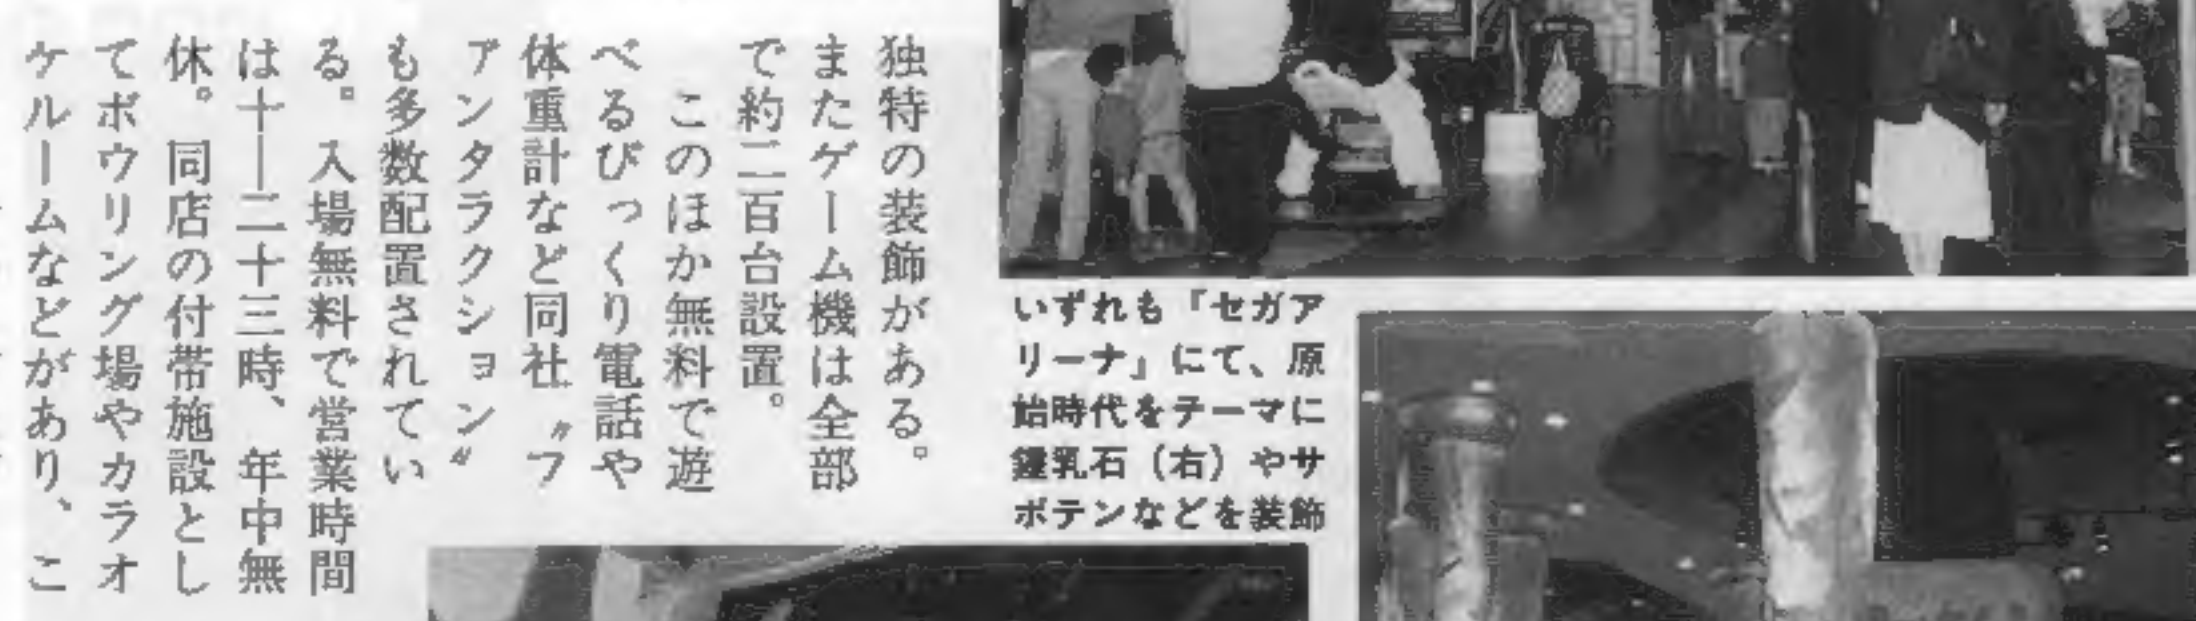 独特の装飾がある。
またゲーム機は全部
で約二百台設置。
このほか無料で遊
べるびっくり電話や
体重計など同社〝フ
ァンタラクション〟
も多数配置されてい
る。入場無料で営業時間
は十―二十三時、年中無
休。同店の付帯施設とし
てボウリング場やカラオ
ケルームなどがあり、こ
いずれも「セガア
リーナ」にて、原
始時代をテーマに
鍾乳石（右）やサ
ボテンなどを装飾